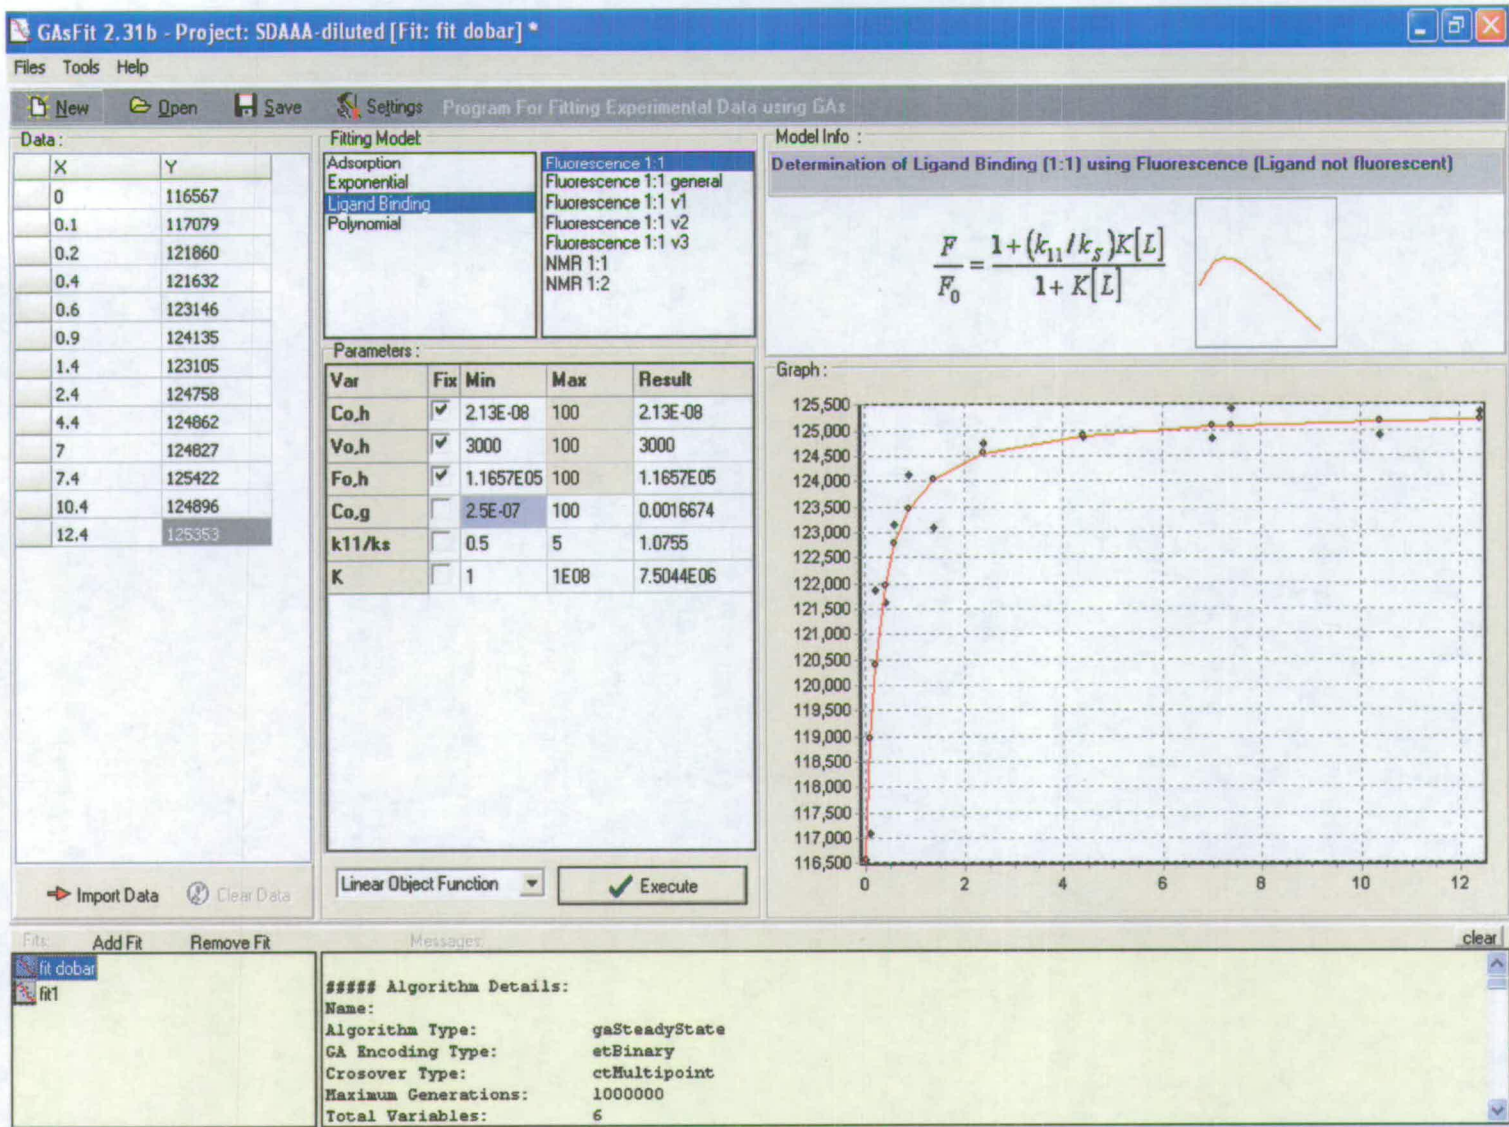 GAsFit 2.31b - Project: SDAAA-diluted [Fit: fit dobar] *
Files Tools Help
New Open Save Settings Program For Fitting Experimental Data using GAs
Data :
X Y
0 116567
0.1 117079
0.2 121860
0.4 121632
0.6 123146
0.9 124135
1.4 123105
2.4 124758
4.4 124862
7 124827
7.4 125422
10.4 124896
12.4 125353
Import Data Clear Data
Fitting Model:
Adsorption
Exponential
Ligand Binding
Polynomial
Fluorescence 1:1
Fluorescence 1:1 general
Fluorescence 1:1 v1
Fluorescence 1:1 v2
Fluorescence 1:1 v3
NMR 1:1
NMR 1:2
Parameters :
Var Fix Min Max Result
Co,h 2.13E-08 100 2.13E-08
Vo,h 3000 100 3000
Fo,h 1.1657E05 100 1.1657E05
Co,g 2.5E-07 100 0.0016674
k11/ks 0.5 5 1.0755
K 1 1E08 7.5044E06
Linear Object Function Execute
Model Info :
Determination of Ligand Binding (1:1) using Fluorescence (Ligand not fluorescent)
F/F₀ = 1+(k₁₁/k_S)K[L] / 1+K[L]
Graph :
125,500
125,000
124,500
124,000
123,500
123,000
122,500
122,000
121,500
121,000
120,500
120,000
119,500
119,000
118,500
118,000
117,500
117,000
116,500
0 2 4 6 8 10 12
Fits: Add Fit Remove Fit Messages: clear
fit dobar
fit1
##### Algorithm Details:
Name:
Algorithm Type: gaSteadyState
GA Encoding Type: etBinary
Crossover Type: ctMultipoint
Maximum Generations: 1000000
Total Variables: 6